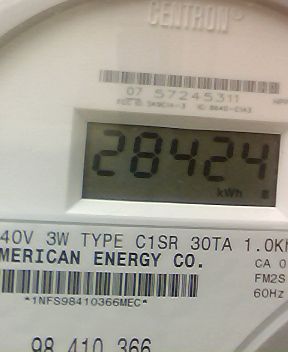 CENTRON®
07 57245311
28424
kWh
40V 3W TYPE C1SR 30TA 1.0K
MERICAN ENERGY CO.
CA 0
FM2S
60Hz
*1NFS98410366MEC*
98 410 366